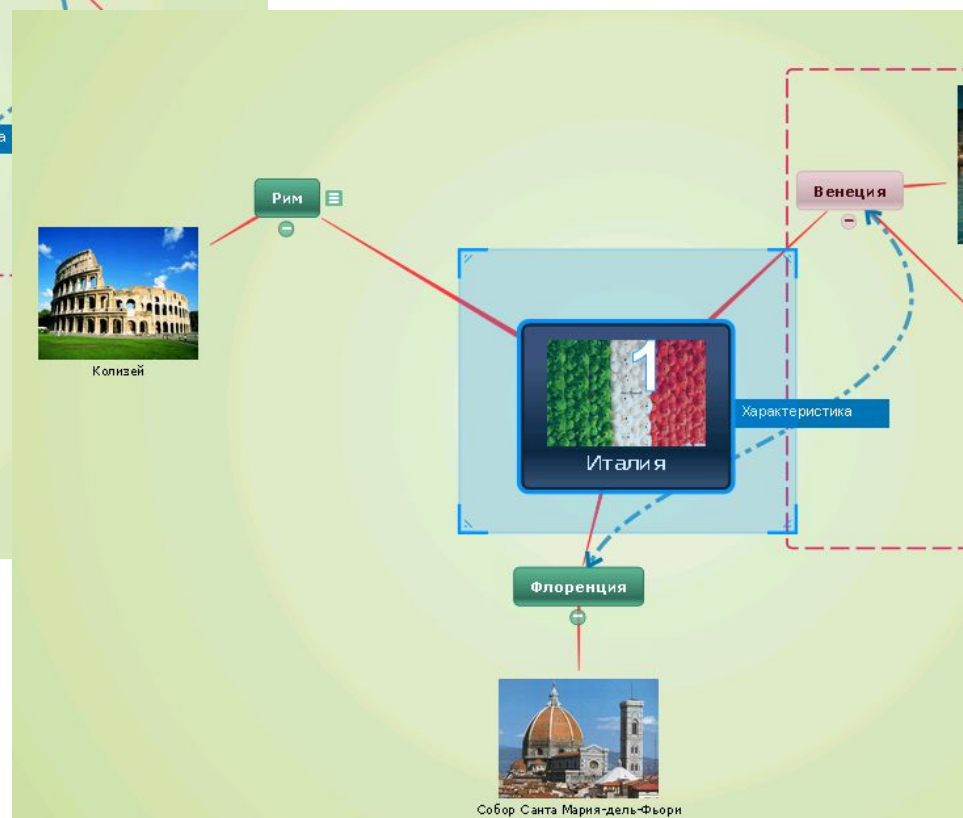 а
Рим
Венеция
Колизей
1
Характеристика
Италия
Флоренция
Собор Санта Мария-дель-Фьори